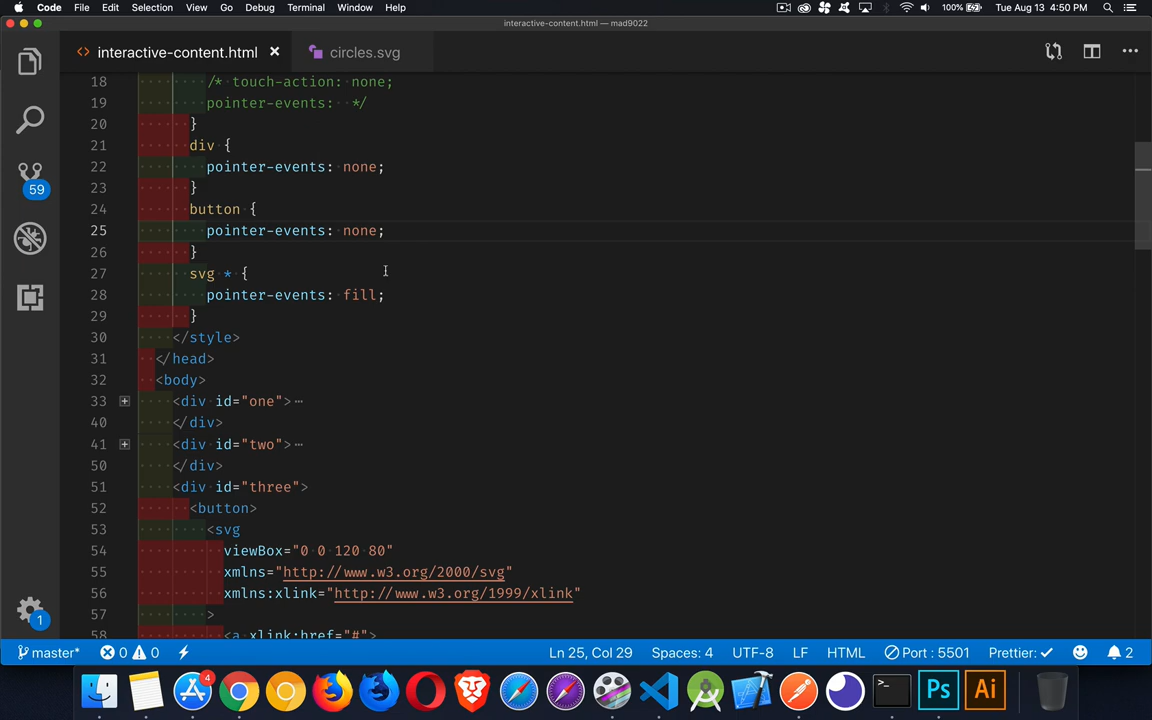 Code File Edit Selection View Go Debug Terminal Window Help 100% Tue Aug 13 4:50 PM
interactive-content.html — mad9022
<> interactive-content.html × circles.svg ...
18 /* touch-action: none;
19 pointer-events: */
20 }
21 div {
22 pointer-events: none;
23 }
24 button {
25 pointer-events: none;
26 }
27 svg * {
28 pointer-events: fill;
29 }
30 </style>
31 </head>
32 <body>
33 <div id="one"> ...
40 </div>
41 <div id="two"> ...
50 </div>
51 <div id="three">
52 <button>
53 <svg
54 viewBox="0 0 120 80"
55 xmlns="http://www.w3.org/2000/svg"
56 xmlns:xlink="http://www.w3.org/1999/xlink"
57 >
58 <a xlink:href="#">
59
1
master* 0 0 Ln 25, Col 29 Spaces: 4 UTF-8 LF HTML Port : 5501 Prettier: ✓ 2
4
>_
Ps
Ai